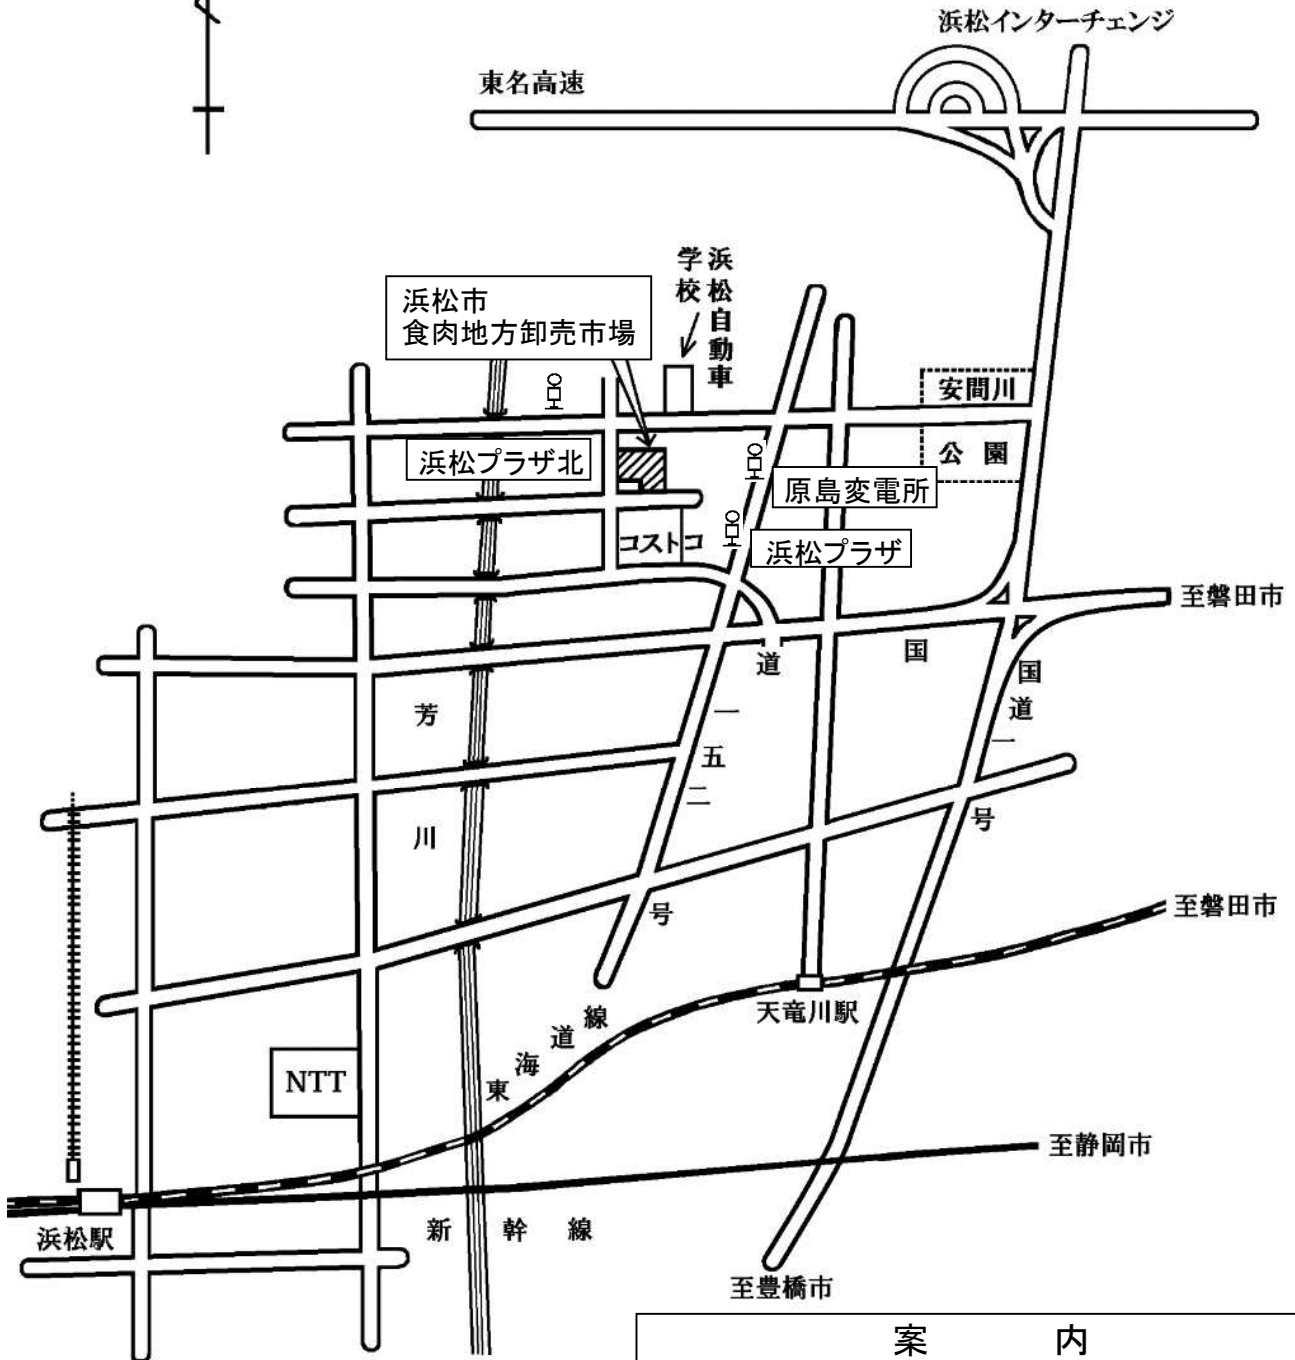 浜松インターチェンジ
東名高速
浜松自動車
学校
浜松市
食肉地方卸売市場
安間川
公園
浜松プラザ北
原島変電所
コストコ
浜松プラザ
至磐田市
国道一五二号
国道一号
芳川
至磐田市
天竜川駅
東海道線
NTT
至静岡市
浜松駅
新幹線
至豊橋市
案内